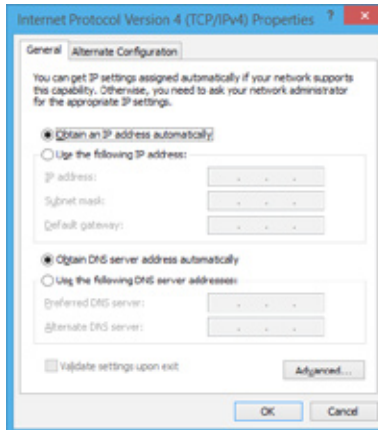 Internet Protocol Version 4 (TCP/IPv4) Properties ? ×
General Alternate Configuration
You can get IP settings assigned automatically if your network supports
this capability. Otherwise, you need to ask your network administrator
for the appropriate IP settings.
Obtain an IP address automatically
Use the following IP address:
IP address:
Subnet mask:
Default gateway:
Obtain DNS server address automatically
Use the following DNS server addresses:
Preferred DNS server:
Alternate DNS server:
Validate settings upon exit
Advanced...
OK Cancel